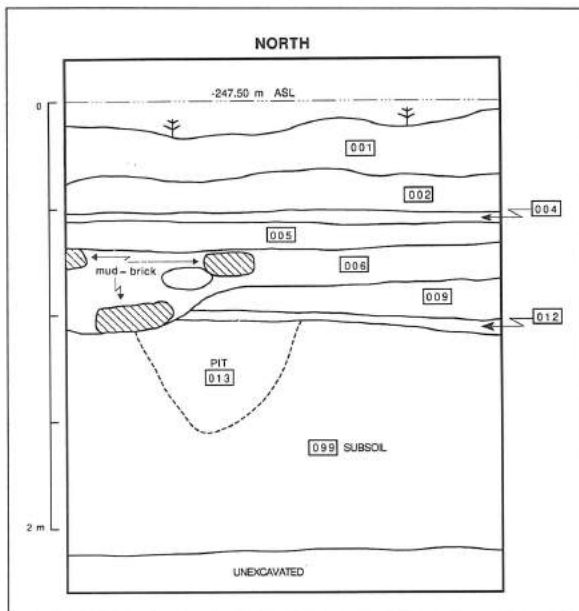 NORTH
-247.50 m ASL
0
001
002
004
005
006
mud-brick
009
012
PIT
013
099 SUBSOIL
2 m
UNEXCAVATED